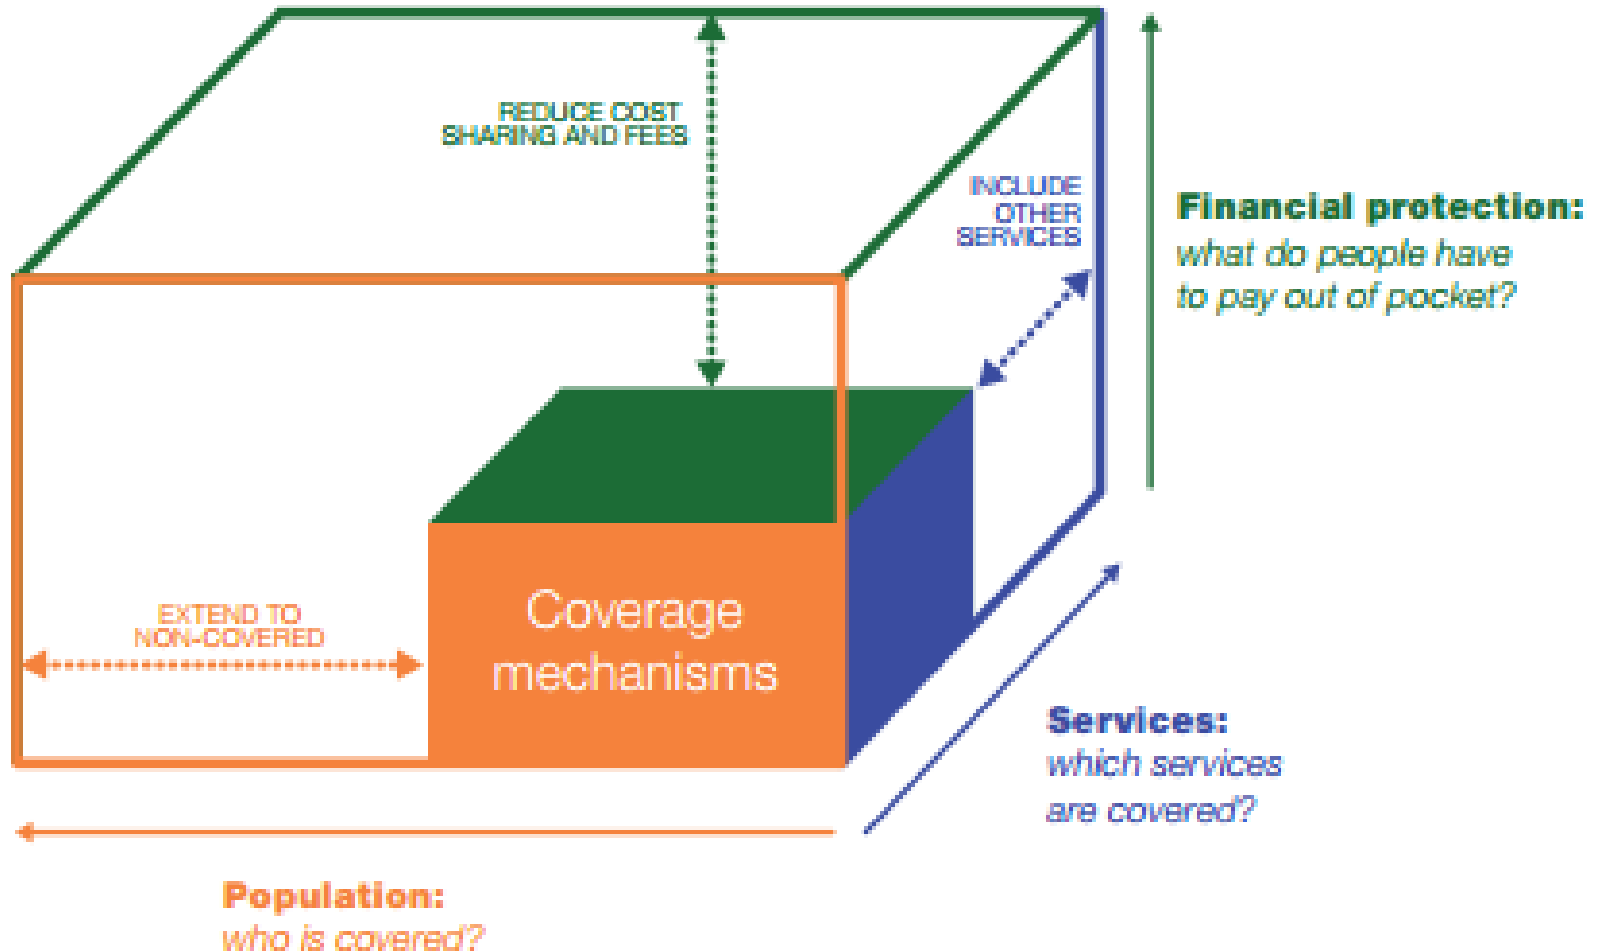 REDUCE COST
SHARING AND FEES
INCLUDE
OTHER
SERVICES
Financial protection:
what do people have
to pay out of pocket?
EXTEND TO
NON-COVERED
Coverage
mechanisms
Services:
which services
are covered?
Population:
who is covered?